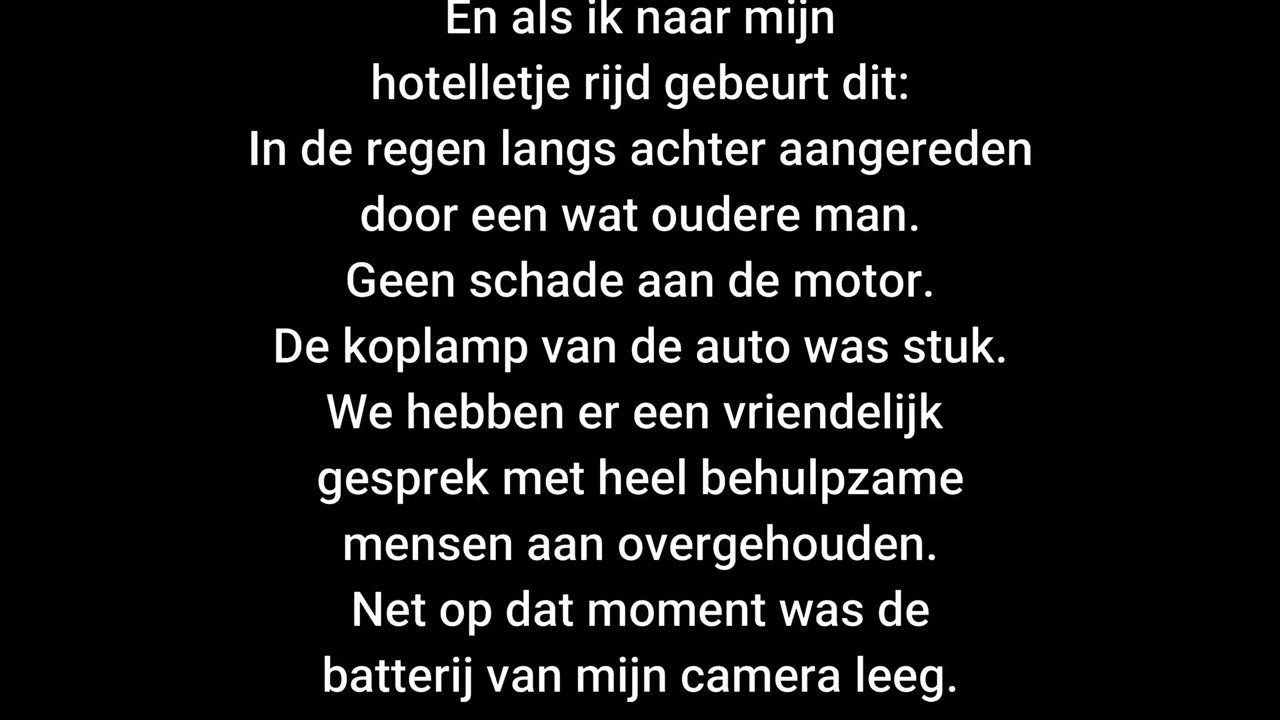 En als ik naar mijn
hotelletje rijd gebeurt dit:
In de regen langs achter aangereden
door een wat oudere man.
Geen schade aan de motor.
De koplamp van de auto was stuk.
We hebben er een vriendelijk
gesprek met heel behulpzame
mensen aan overgehouden.
Net op dat moment was de
batterij van mijn camera leeg.